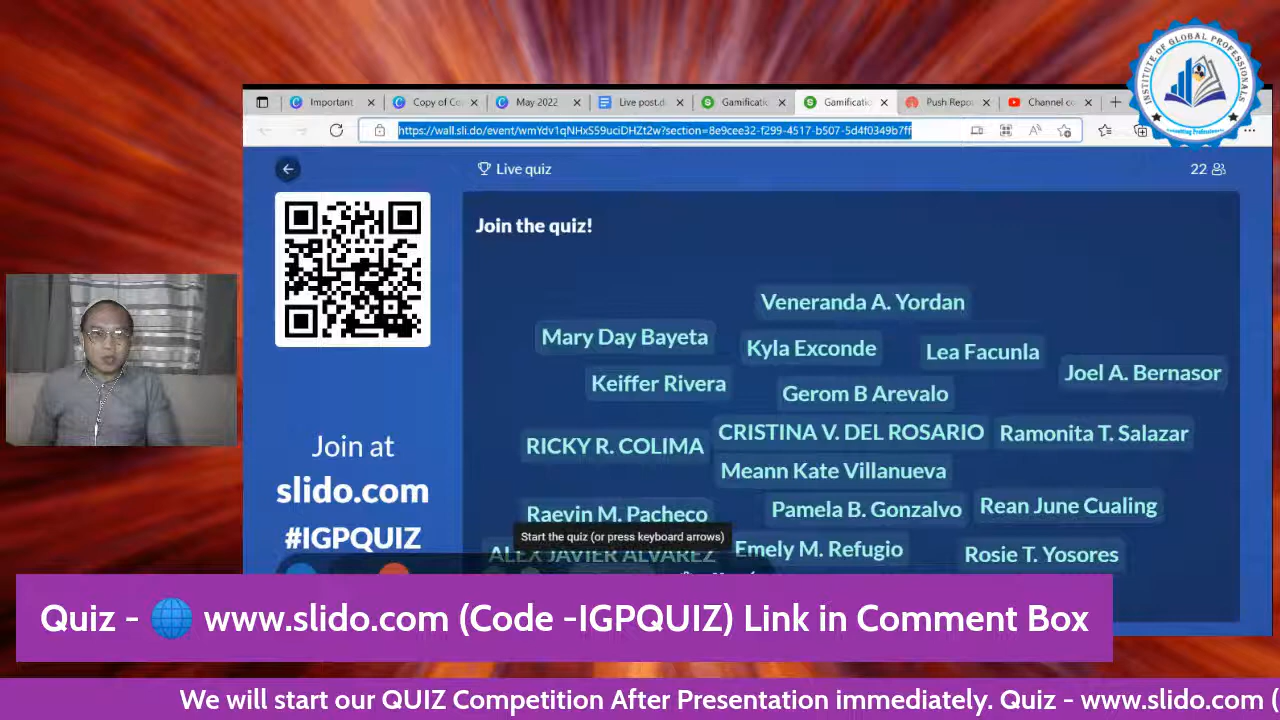 INSTITUTE OF GLOBAL PROFESSIONALS
Important
Copy of Co
May 2022
Live post.d
Gamificatio
Gamificatio
Push Repo
Channel co
https://wall.sli.do/event/wmYdv1qNHxS59uciDHZt2w?section=8e9cee32-f299-4517-b507-5d4f0349b7ff
Live quiz
22
Join the quiz!
Veneranda A. Yordan
Mary Day Bayeta
Kyla Exconde
Lea Facunla
Joel A. Bernasor
Keiffer Rivera
Gerom B Arevalo
RICKY R. COLIMA
CRISTINA V. DEL ROSARIO
Ramonita T. Salazar
Meann Kate Villanueva
Raevin M. Pacheco
Pamela B. Gonzalvo
Rean June Cualing
Start the quiz (or press keyboard arrows)
ALEX JAVIER ALVAREZ
Emely M. Refugio
Rosie T. Yosores
Join at
slido.com
#IGPQUIZ
Quiz - 🌐 www.slido.com (Code -IGPQUIZ) Link in Comment Box
We will start our QUIZ Competition After Presentation immediately. Quiz - www.slido.com (